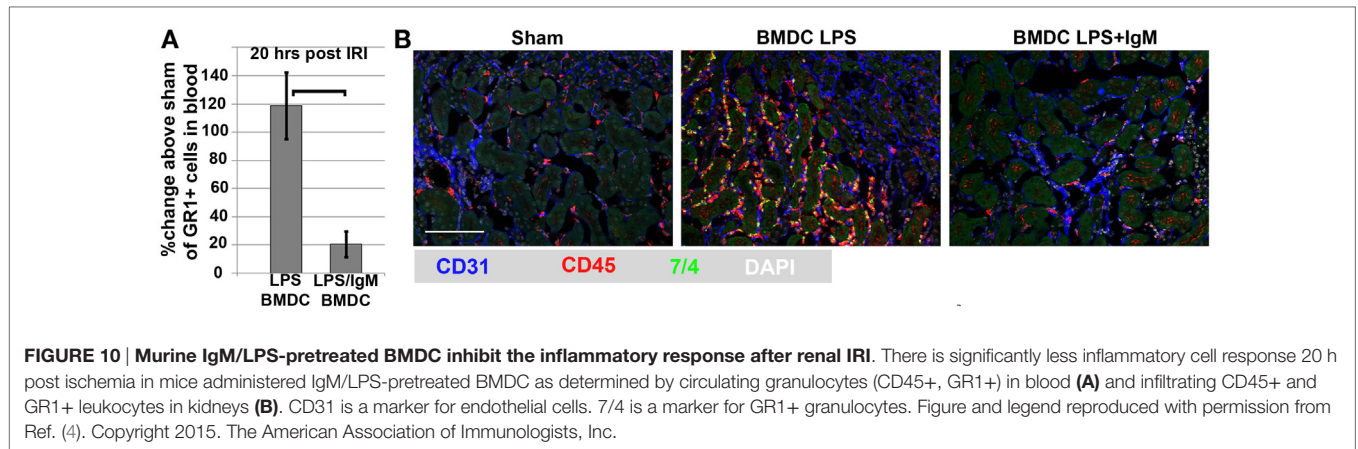 A
B
Sham
BMDC LPS
BMDC LPS+IgM
20 hrs post IRI
%change above sham
of GR1+ cells in blood
140
120
100
80
60
40
20
0
LPS
BMDC
LPS/IgM
BMDC
CD31 CD45 7/4 DAPI
FIGURE 10 | Murine IgM/LPS-pretreated BMDC inhibit the inflammatory response after renal IRI. There is significantly less inflammatory cell response 20 h
post ischemia in mice administered IgM/LPS-pretreated BMDC as determined by circulating granulocytes (CD45+, GR1+) in blood (A) and infiltrating CD45+ and
GR1+ leukocytes in kidneys (B). CD31 is a marker for endothelial cells. 7/4 is a marker for GR1+ granulocytes. Figure and legend reproduced with permission from
Ref. (4). Copyright 2015. The American Association of Immunologists, Inc.